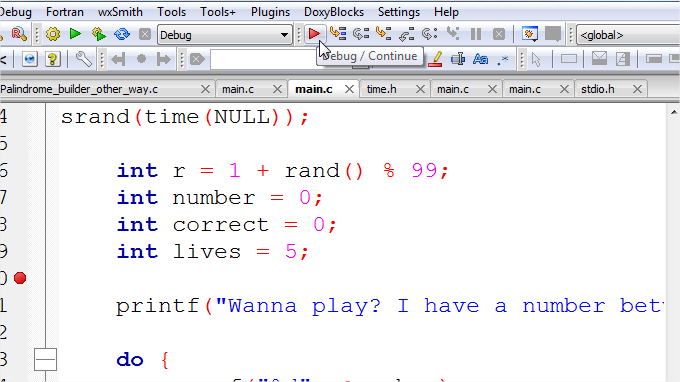 Debug Fortran wxSmith Tools Tools+ Plugins DoxyBlocks Settings Help
Debug <global>
Debug / Continue Aa .*
Palindrome_builder_other_way.c main.c main.c time.h main.c main.c stdio.h
4 srand(time(NULL));
5
6 int r = 1 + rand() % 99;
7 int number = 0;
8 int correct = 0;
9 int lives = 5;
0
1 printf("Wanna play? I have a number bet
2
3 do {